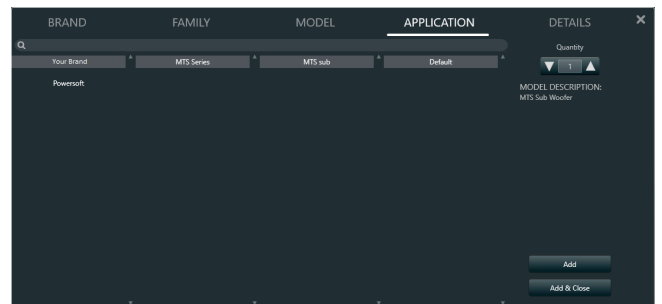 BRAND FAMILY MODEL APPLICATION DETAILS
Quantity
Your Brand MTS Series MTS sub Default
1
Powersoft
MODEL DESCRIPTION:
MTS Sub Woofer
Add
Add & Close